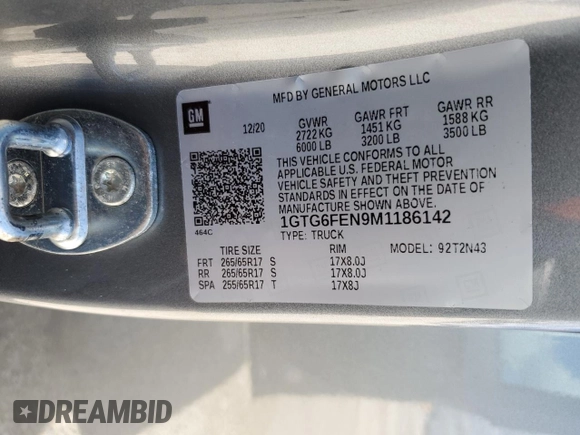 MFD BY GENERAL MOTORS LLC
GM
12/20
GVWR GAWR FRT GAWR RR
2722 KG 1451 KG 1588 KG
6000 LB 3200 LB 3500 LB
THIS VEHICLE CONFORMS TO ALL
APPLICABLE U.S. FEDERAL MOTOR
VEHICLE SAFETY AND THEFT PREVENTION
STANDARDS IN EFFECT ON THE DATE OF
MANUFACTURE SHOWN ABOVE.
464C
1GTG6FEN9M1186142
TYPE: TRUCK
MODEL: 92T2N43
TIRE SIZE RIM
FRT 265/65R17 S 17X8.0J
RR 265/65R17 S 17X8.0J
SPA 255/65R17 T 17X8J
DREAMBID